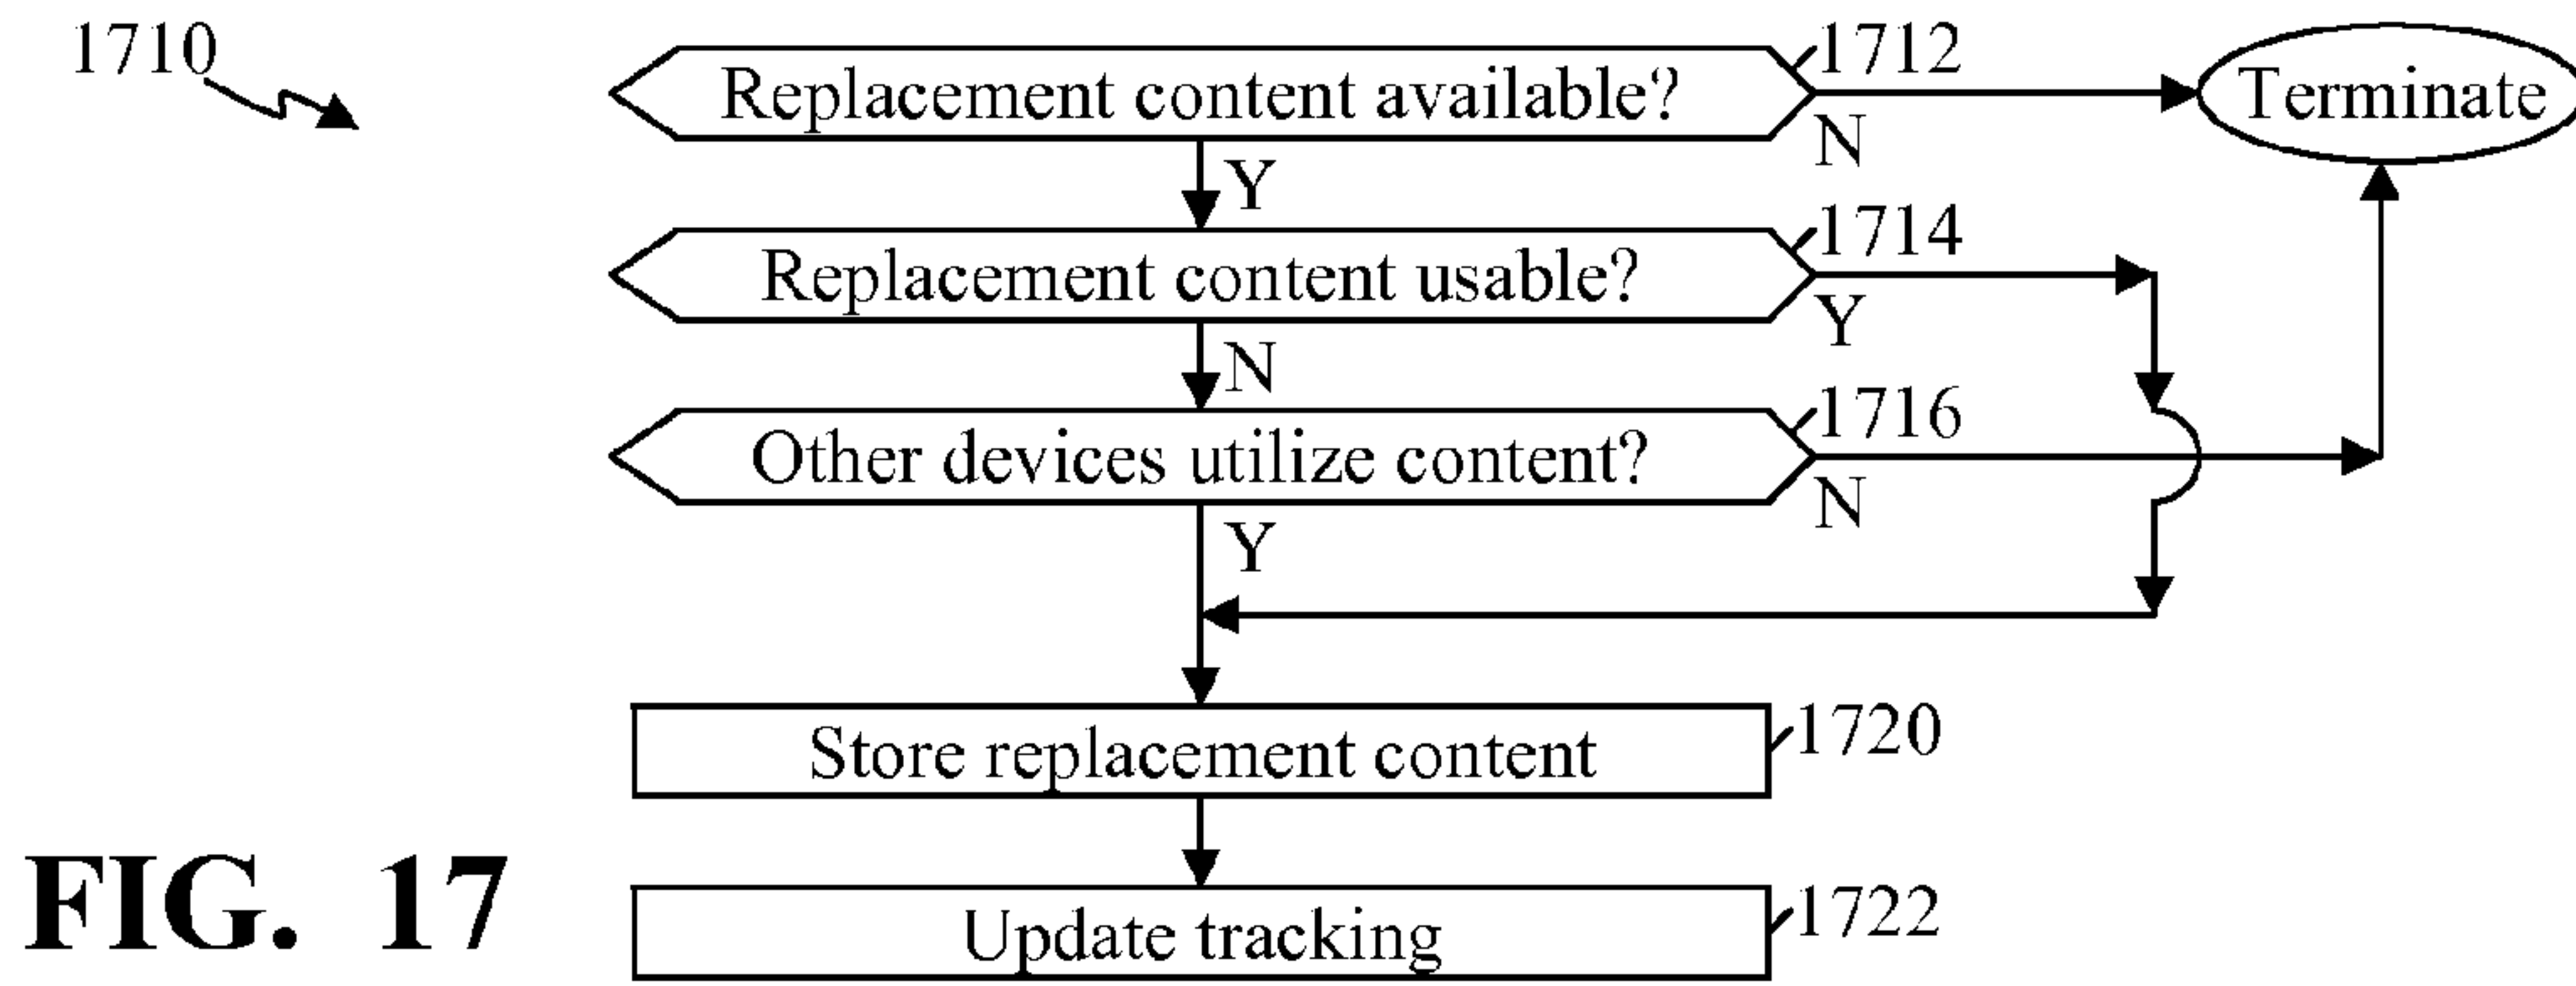 1710
Replacement content available?
1712
Terminate
N
Y
Replacement content usable?
1714
Y
N
Other devices utilize content?
1716
N
Y
Store replacement content
1720
Update tracking
1722
FIG. 17